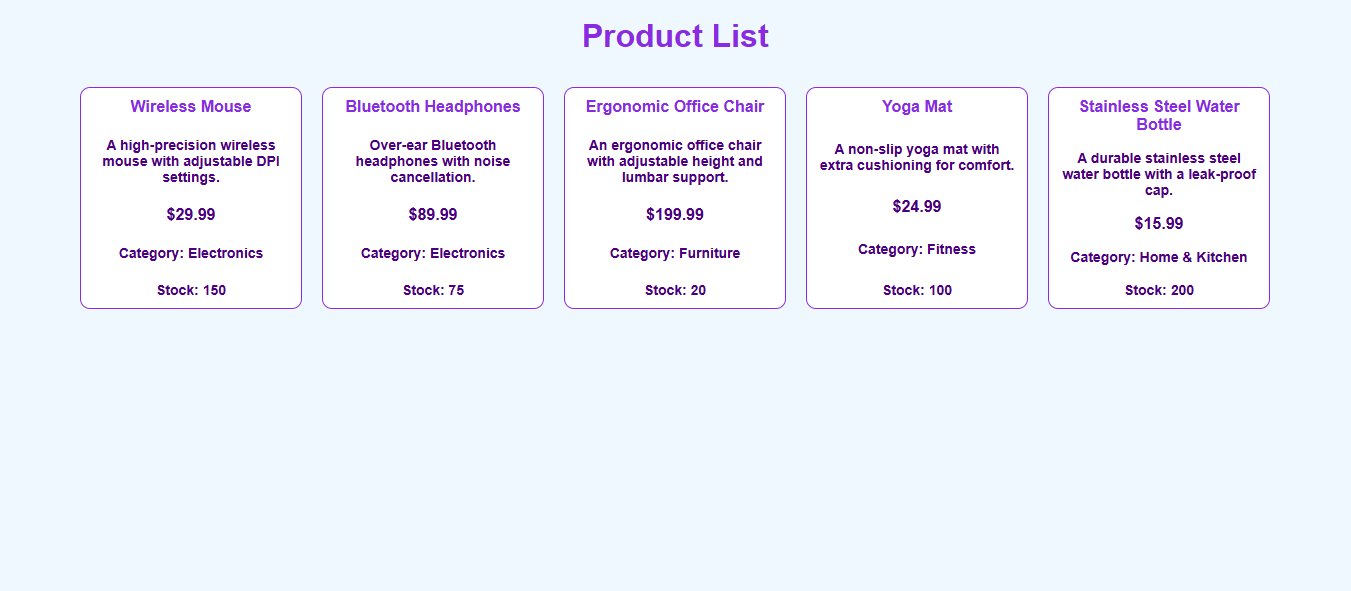 Product List
Wireless Mouse
A high-precision wireless
mouse with adjustable DPI
settings.
$29.99
Category: Electronics
Stock: 150
Bluetooth Headphones
Over-ear Bluetooth
headphones with noise
cancellation.
$89.99
Category: Electronics
Stock: 75
Ergonomic Office Chair
An ergonomic office chair
with adjustable height and
lumbar support.
$199.99
Category: Furniture
Stock: 20
Yoga Mat
A non-slip yoga mat with
extra cushioning for comfort.
$24.99
Category: Fitness
Stock: 100
Stainless Steel Water
Bottle
A durable stainless steel
water bottle with a leak-proof
cap.
$15.99
Category: Home & Kitchen
Stock: 200